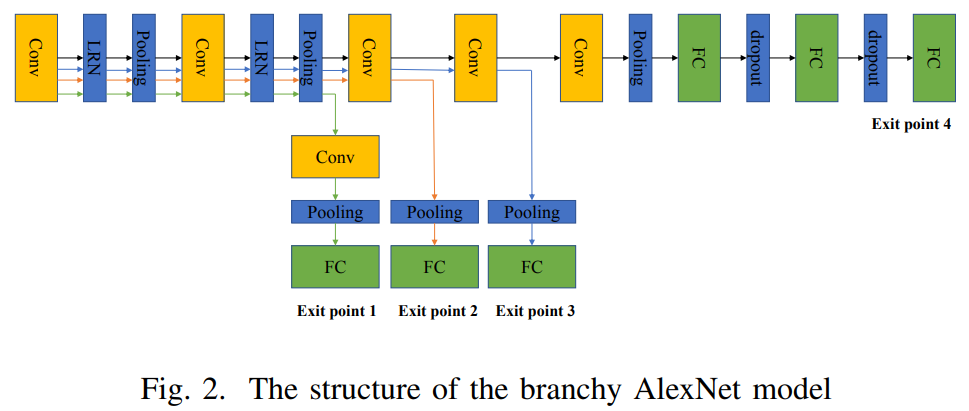 Conv
LRN
Pooling
Conv
LRN
Pooling
Conv
Conv
Conv
Pooling
FC
dropout
FC
dropout
FC
Exit point 4
Conv
Pooling
Pooling
Pooling
FC
FC
FC
Exit point 1
Exit point 2
Exit point 3
Fig. 2. The structure of the branchy AlexNet model